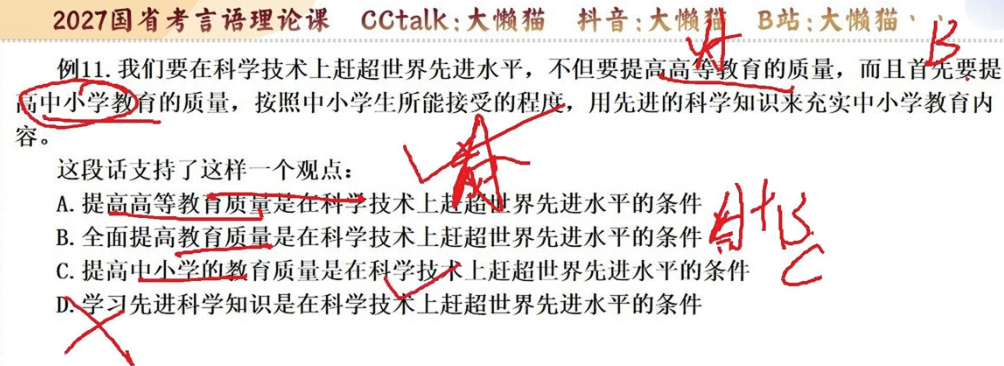 2027国省考言语理论课 CCtalk:大懒猫 抖音:大懒猫 B站:大懒猫
A B
例11.我们要在科学技术上赶超世界先进水平，不但要提高高等教育的质量，而且首先要提
高中小学教育的质量，按照中小学生所能接受的程度，用先进的科学知识来充实中小学教育内
容。
这段话支持了这样一个观点：
A.提高高等教育质量是在科学技术上赶超世界先进水平的条件
B.全面提高教育质量是在科学技术上赶超世界先进水平的条件
A+B
C.提高中小学的教育质量是在科学技术上赶超世界先进水平的条件
C
D.学习先进科学知识是在科学技术上赶超世界先进水平的条件